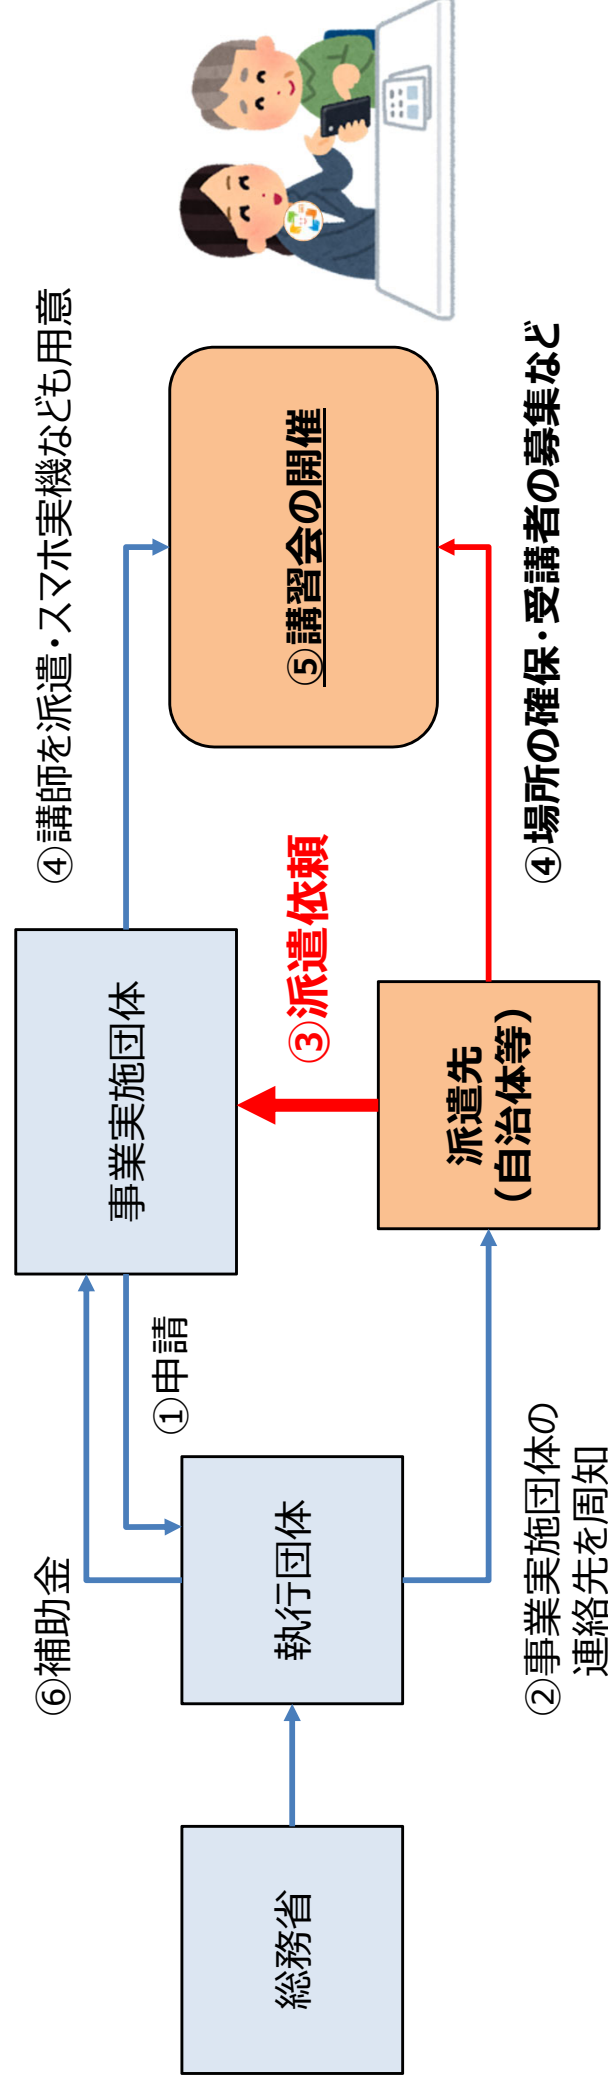 総務省
執行団体
⑥補助金
①申請
②事業実施団体の
連絡先を周知
事業実施団体
③派遣依頼
派遣先
(自治体等)
④講師を派遣・スマホ実機なども用意
④場所の確保・受講者の募集など
⑤講習会の開催